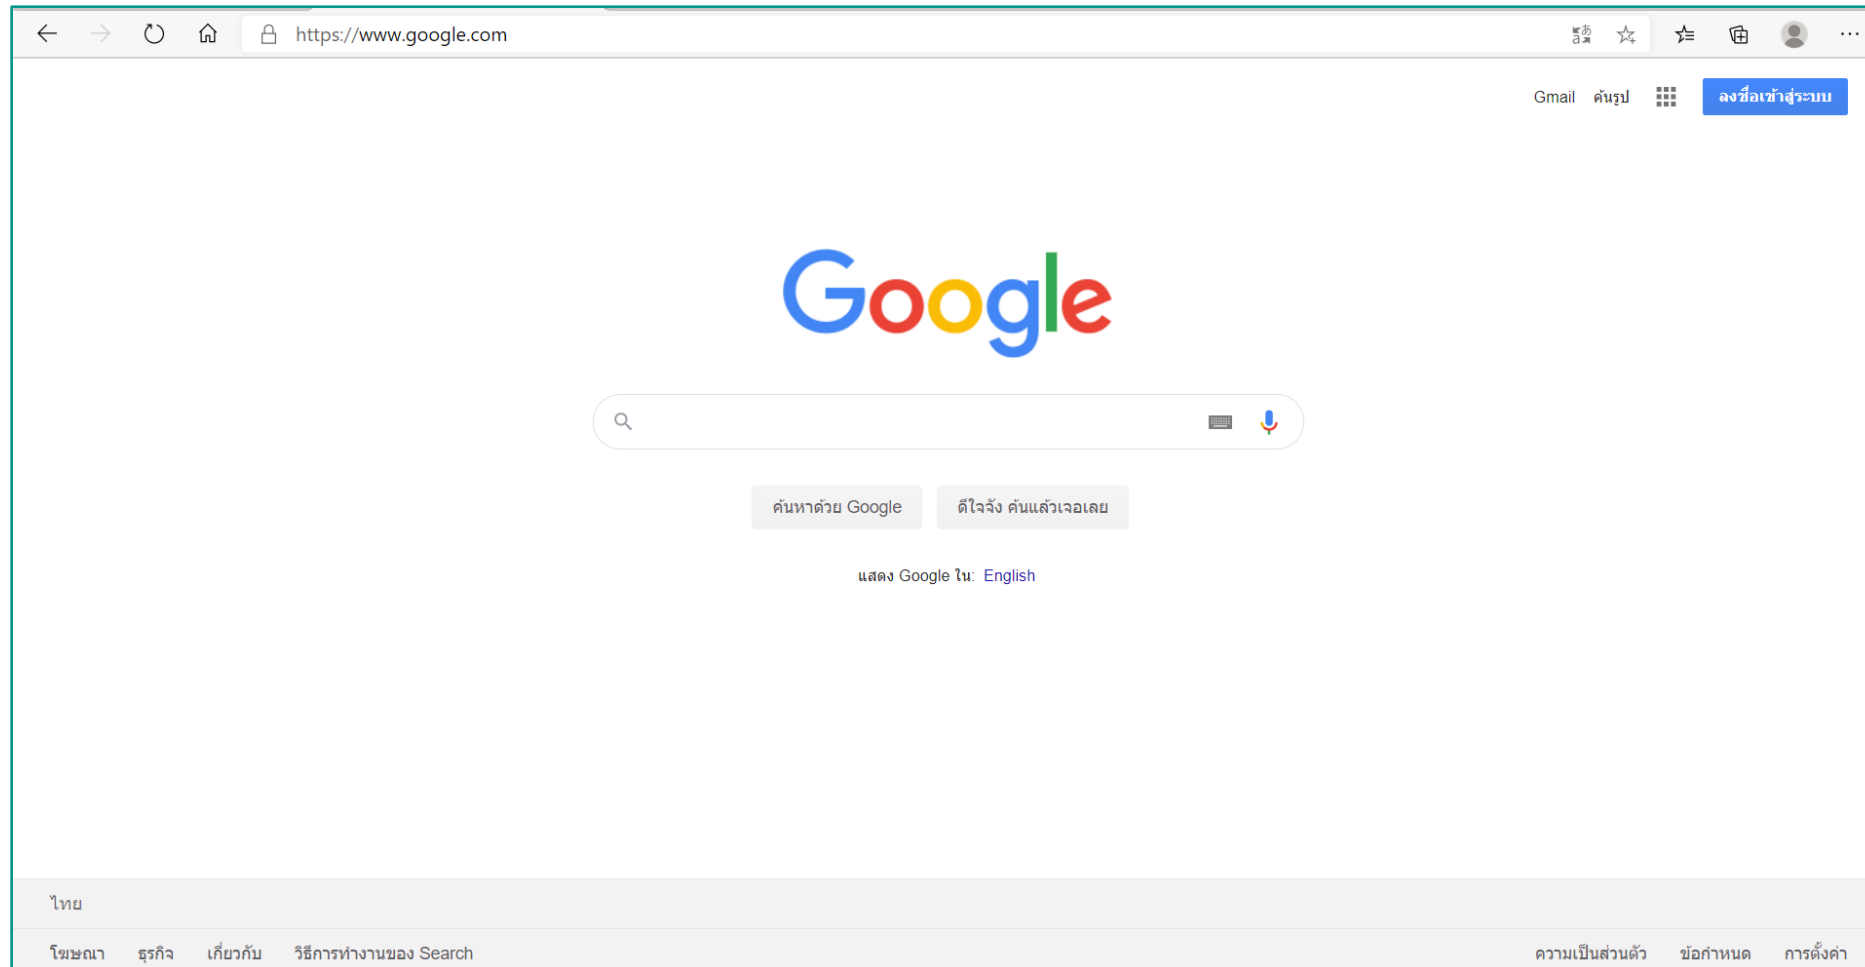 https://www.google.com
Gmail ค้นรูป ลงชื่อเข้าสู่ระบบ
Google
ค้นหาด้วย Google ดีใจจัง ค้นแล้วเจอเลย
แสดง Google ใน: English
ไทย
โฆษณา ธุรกิจ เกี่ยวกับ วิธีการทำงานของ Search ความเป็นส่วนตัว ข้อกำหนด การตั้งค่า